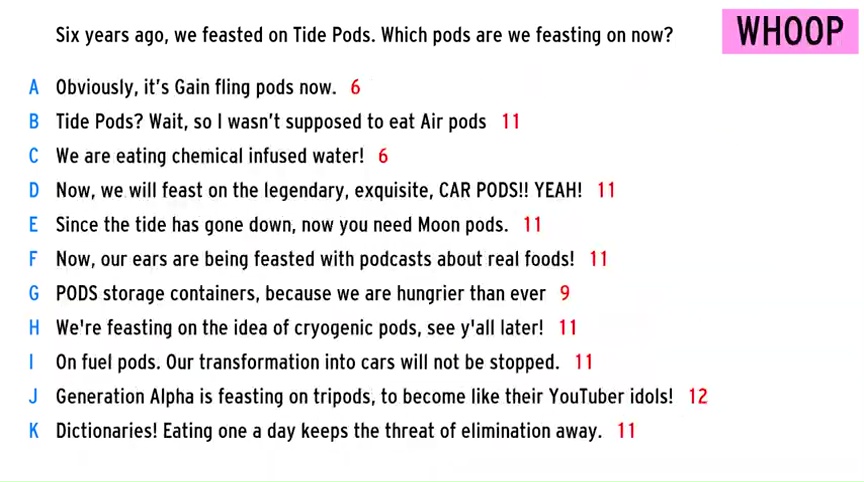 Six years ago, we feasted on Tide Pods. Which pods are we feasting on now?
WHOOP
A Obviously, it's Gain fling pods now. 6
B Tide Pods? Wait, so I wasn't supposed to eat Air pods 11
C We are eating chemical infused water! 6
D Now, we will feast on the legendary, exquisite, CAR PODS!! YEAH! 11
E Since the tide has gone down, now you need Moon pods. 11
F Now, our ears are being feasted with podcasts about real foods! 11
G PODS storage containers, because we are hungrier than ever 9
H We're feasting on the idea of cryogenic pods, see y'all later! 11
I On fuel pods. Our transformation into cars will not be stopped. 11
J Generation Alpha is feasting on tripods, to become like their YouTuber idols! 12
K Dictionaries! Eating one a day keeps the threat of elimination away. 11